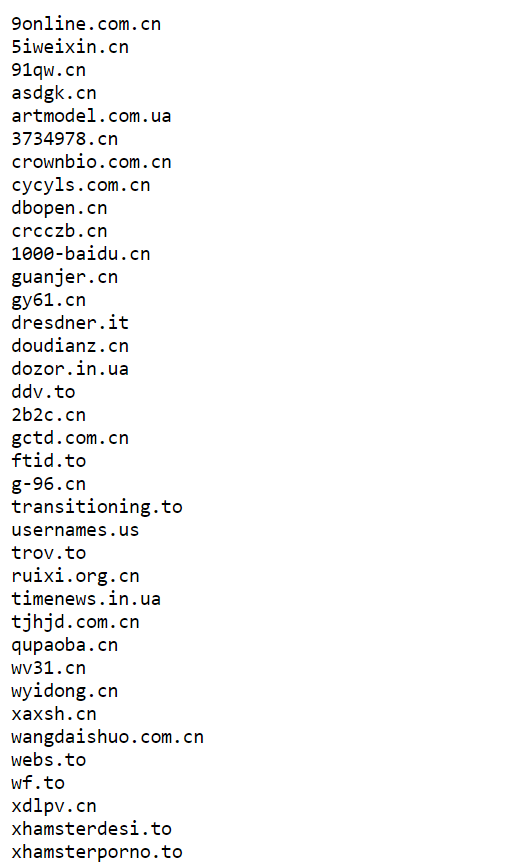 9online.com.cn
5iweixin.cn
91qw.cn
asdgk.cn
artmodel.com.ua
3734978.cn
crownbio.com.cn
cycyls.com.cn
dbopen.cn
crcczb.cn
1000-baidu.cn
guanjer.cn
gy61.cn
dresdner.it
doudianz.cn
dozor.in.ua
ddv.to
2b2c.cn
gctd.com.cn
ftid.to
g-96.cn
transitioning.to
usernames.us
trov.to
ruixi.org.cn
timenews.in.ua
tjhjd.com.cn
qupaoba.cn
wv31.cn
wyidong.cn
xaxsh.cn
wangdaishuo.com.cn
webs.to
wf.to
xdlpv.cn
xhamsterdesi.to
xhamsterporno.to